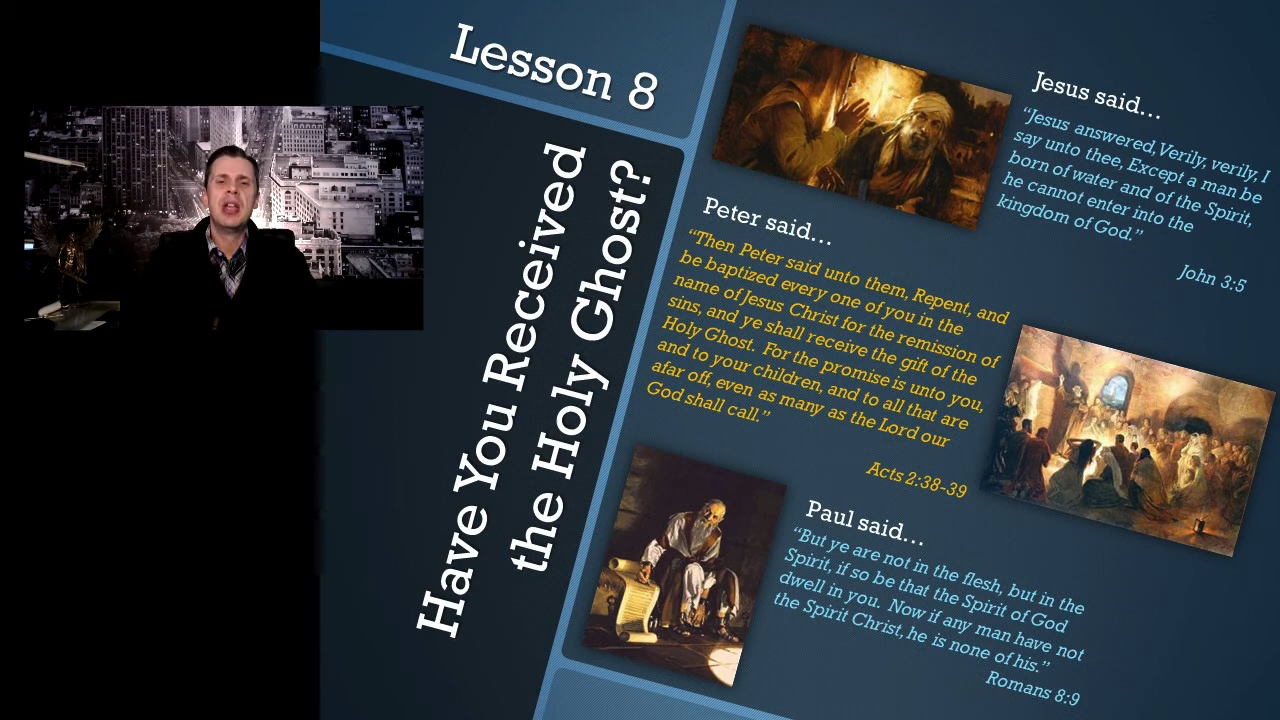 Lesson 8
Have You Received
the Holy Ghost?
Jesus said...
“Jesus answered, Verily, verily, I
say unto thee, Except a man be
born of water and of the Spirit,
he cannot enter into the
kingdom of God.”
John 3:5
Peter said...
“Then Peter said unto them, Repent, and
be baptized every one of you in the
name of Jesus Christ for the remission of
sins, and ye shall receive the gift of the
Holy Ghost. For the promise is unto you,
and to your children, and to all that are
afar off, even as many as the Lord our
God shall call.”
Acts 2:38-39
Paul said...
“But ye are not in the flesh, but in the
Spirit, if so be that the Spirit of God
dwell in you. Now if any man have not
the Spirit Christ, he is none of his.”
Romans 8:9